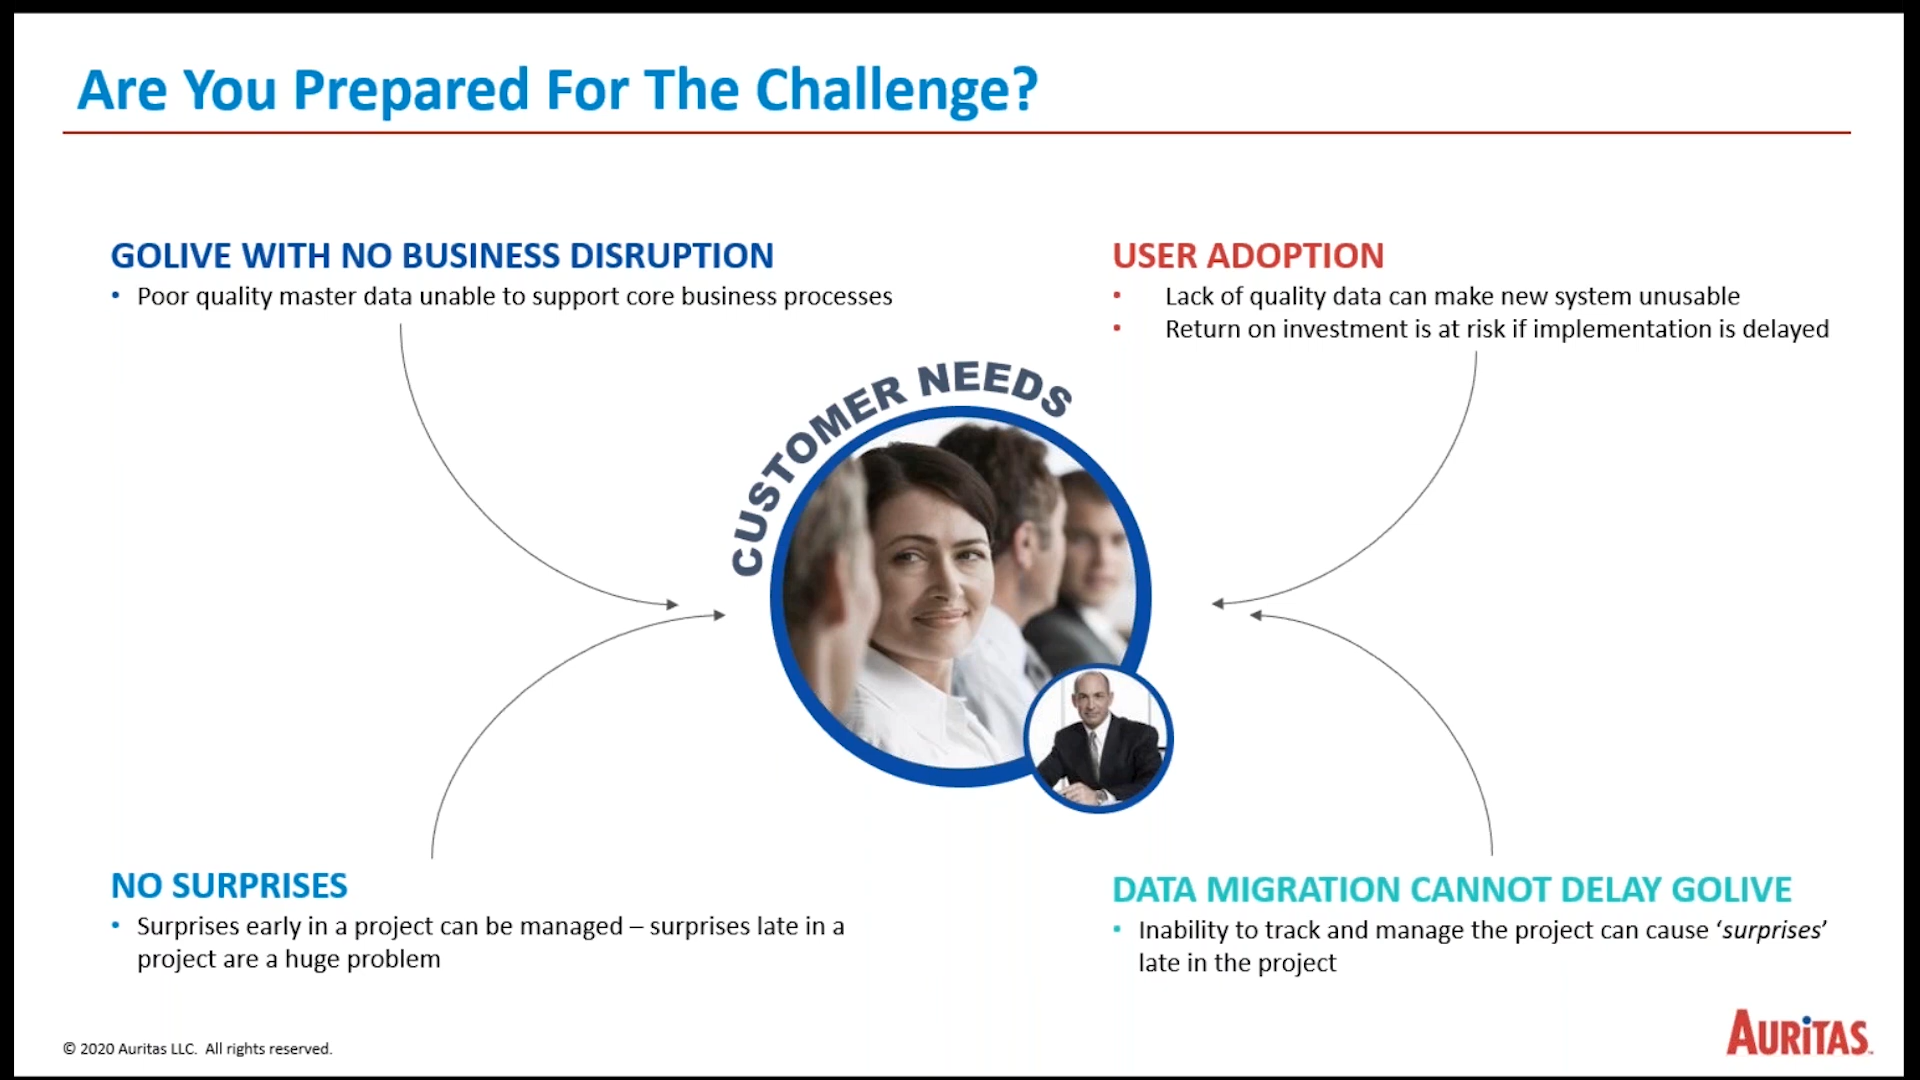 Are You Prepared For The Challenge?
GOLIVE WITH NO BUSINESS DISRUPTION
• Poor quality master data unable to support core business processes
USER ADOPTION
• Lack of quality data can make new system unusable
• Return on investment is at risk if implementation is delayed
CUSTOMER NEEDS
NO SURPRISES
• Surprises early in a project can be managed – surprises late in a
project are a huge problem
DATA MIGRATION CANNOT DELAY GOLIVE
• Inability to track and manage the project can cause ‘surprises’
late in the project
© 2020 Auritas LLC. All rights reserved.
AURiTAS™